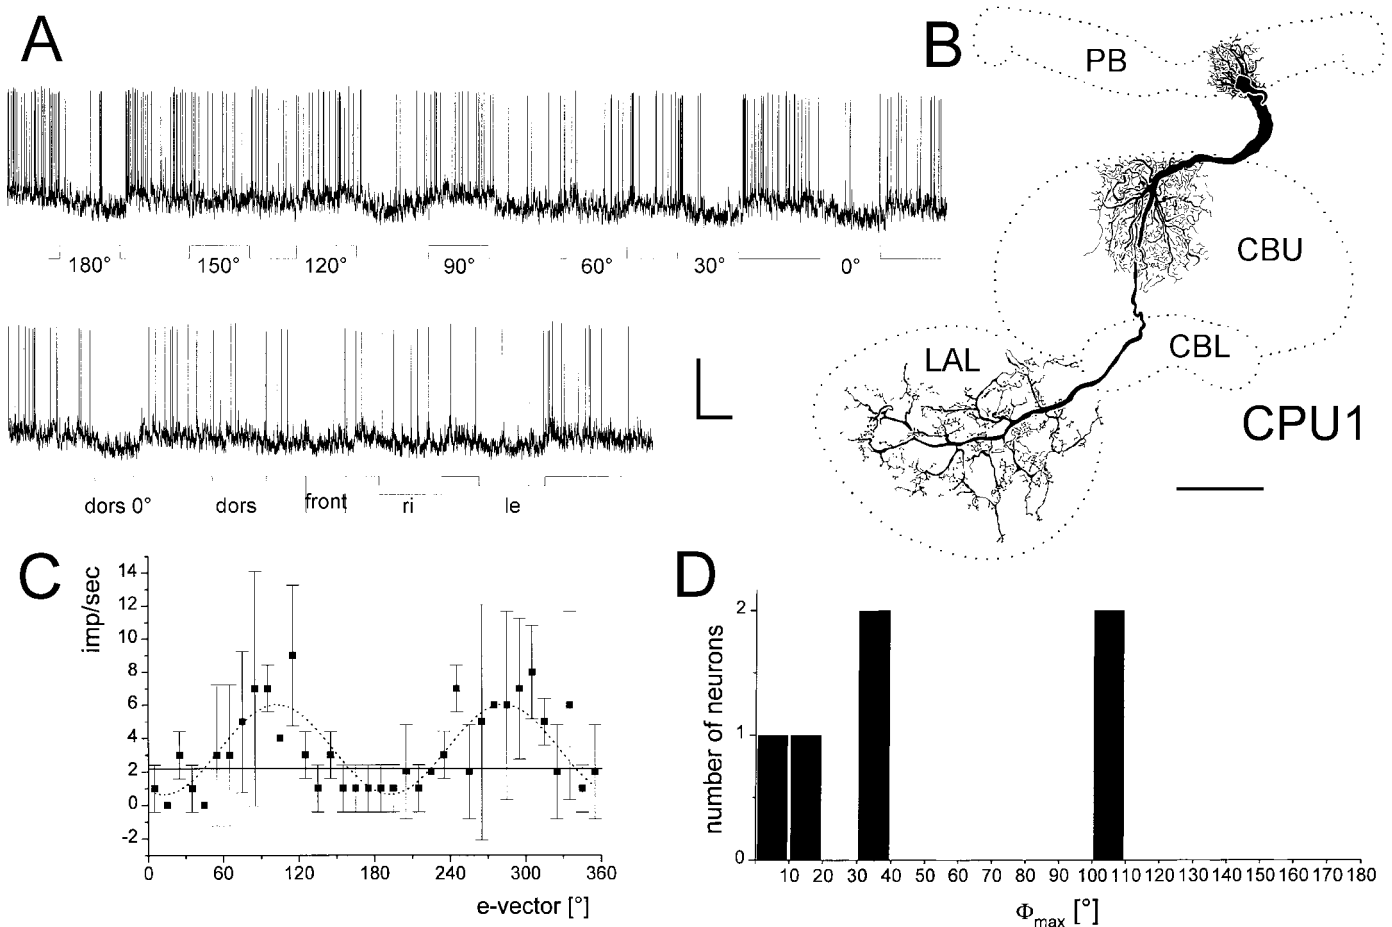 A
B
PB
CBU
CBL
LAL
CPU1
180° 150° 120° 90° 60° 30° 0°
dors 0° dors front ri le
C
imp/sec
14
12
10
8
6
4
2
0
-2
0 60 120 180 240 300 360
e-vector [°]
D
number of neurons
2
1
0
10 20 30 40 50 60 70 80 90 100 110 120 130 140 150 160 170 180
Φmax [°]